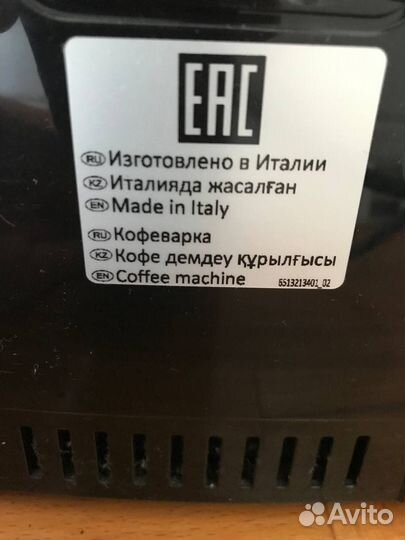 EAC
RU Изготовлено в Италии
KZ Италияда жасалған
EN Made in Italy
RU Кофеварка
KZ Кофе демдеу құрылғысы
EN Coffee machine 5513213401_02
Avito